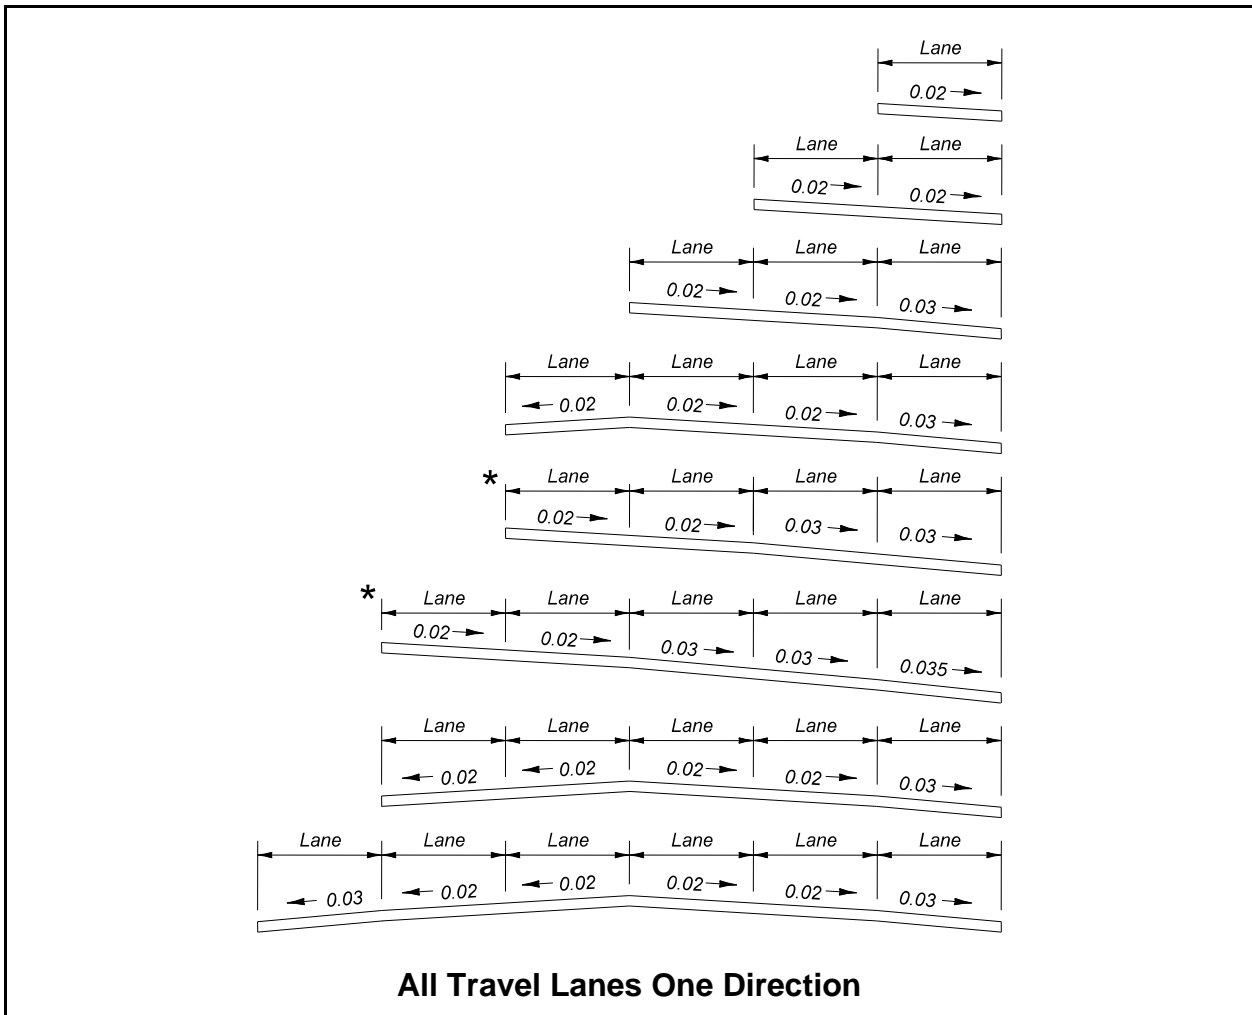 Lane
0.02
Lane Lane
0.02 0.02
Lane Lane Lane
0.02 0.02 0.03
Lane Lane Lane Lane
0.02 0.02 0.02 0.03
* Lane Lane Lane Lane
0.02 0.02 0.03 0.03
* Lane Lane Lane Lane Lane
0.02 0.02 0.03 0.03 0.035
Lane Lane Lane Lane Lane
0.02 0.02 0.02 0.02 0.03
Lane Lane Lane Lane Lane Lane
0.03 0.02 0.02 0.02 0.02 0.03
All Travel Lanes One Direction